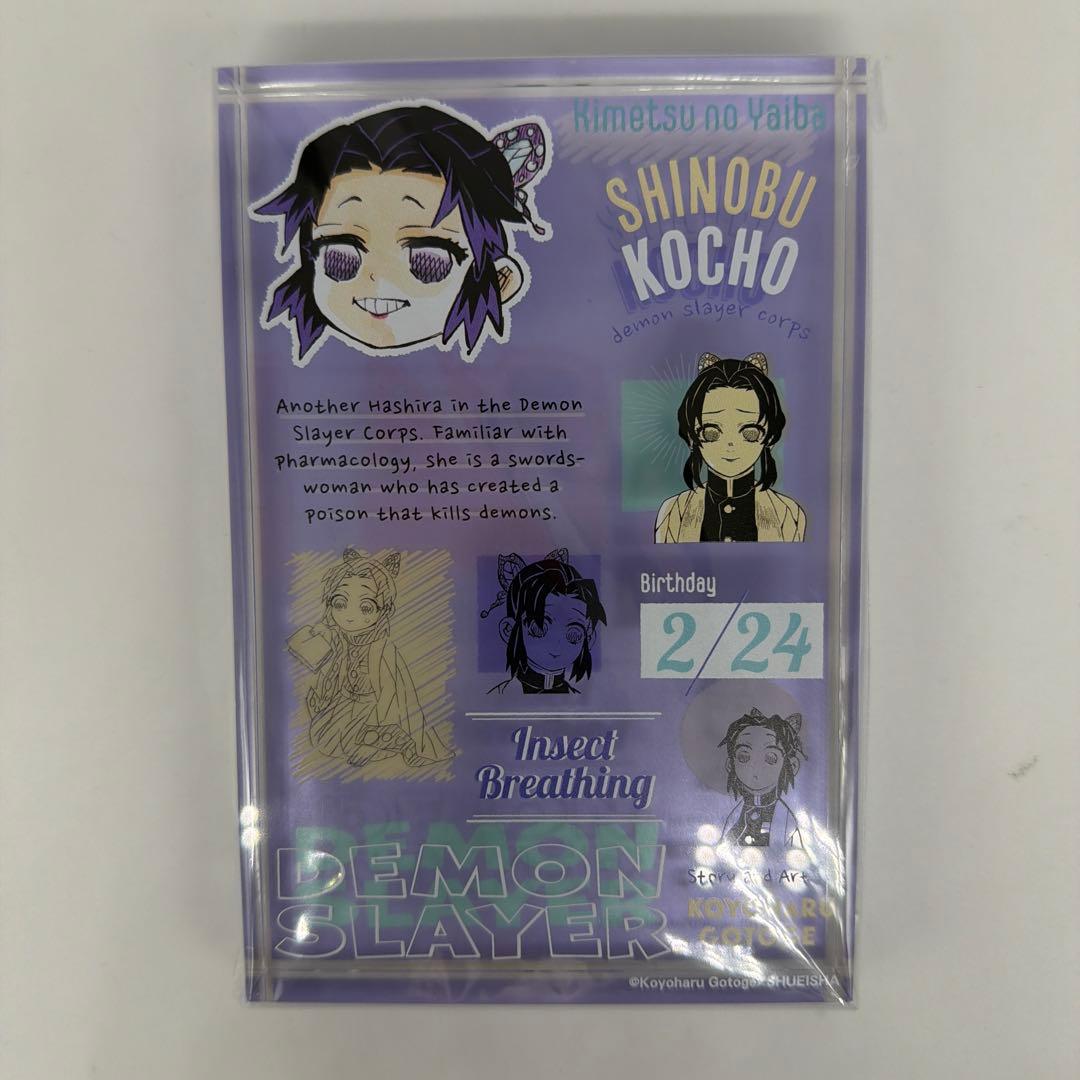 Kimetsu no Yaiba
SHINOBU
KOCHO
demon slayer corps
Another Hashira in the Demon
Slayer Corps. Familiar with
pharmacology, she is a swords-
woman who has created a
poison that kills demons.
Birthday
2/24
Insect
Breathing
DEMON
SLAYER
Story and Art
KOYOHARU
GOTOGE
©Koyoharu Gotoge/SHUEISHA